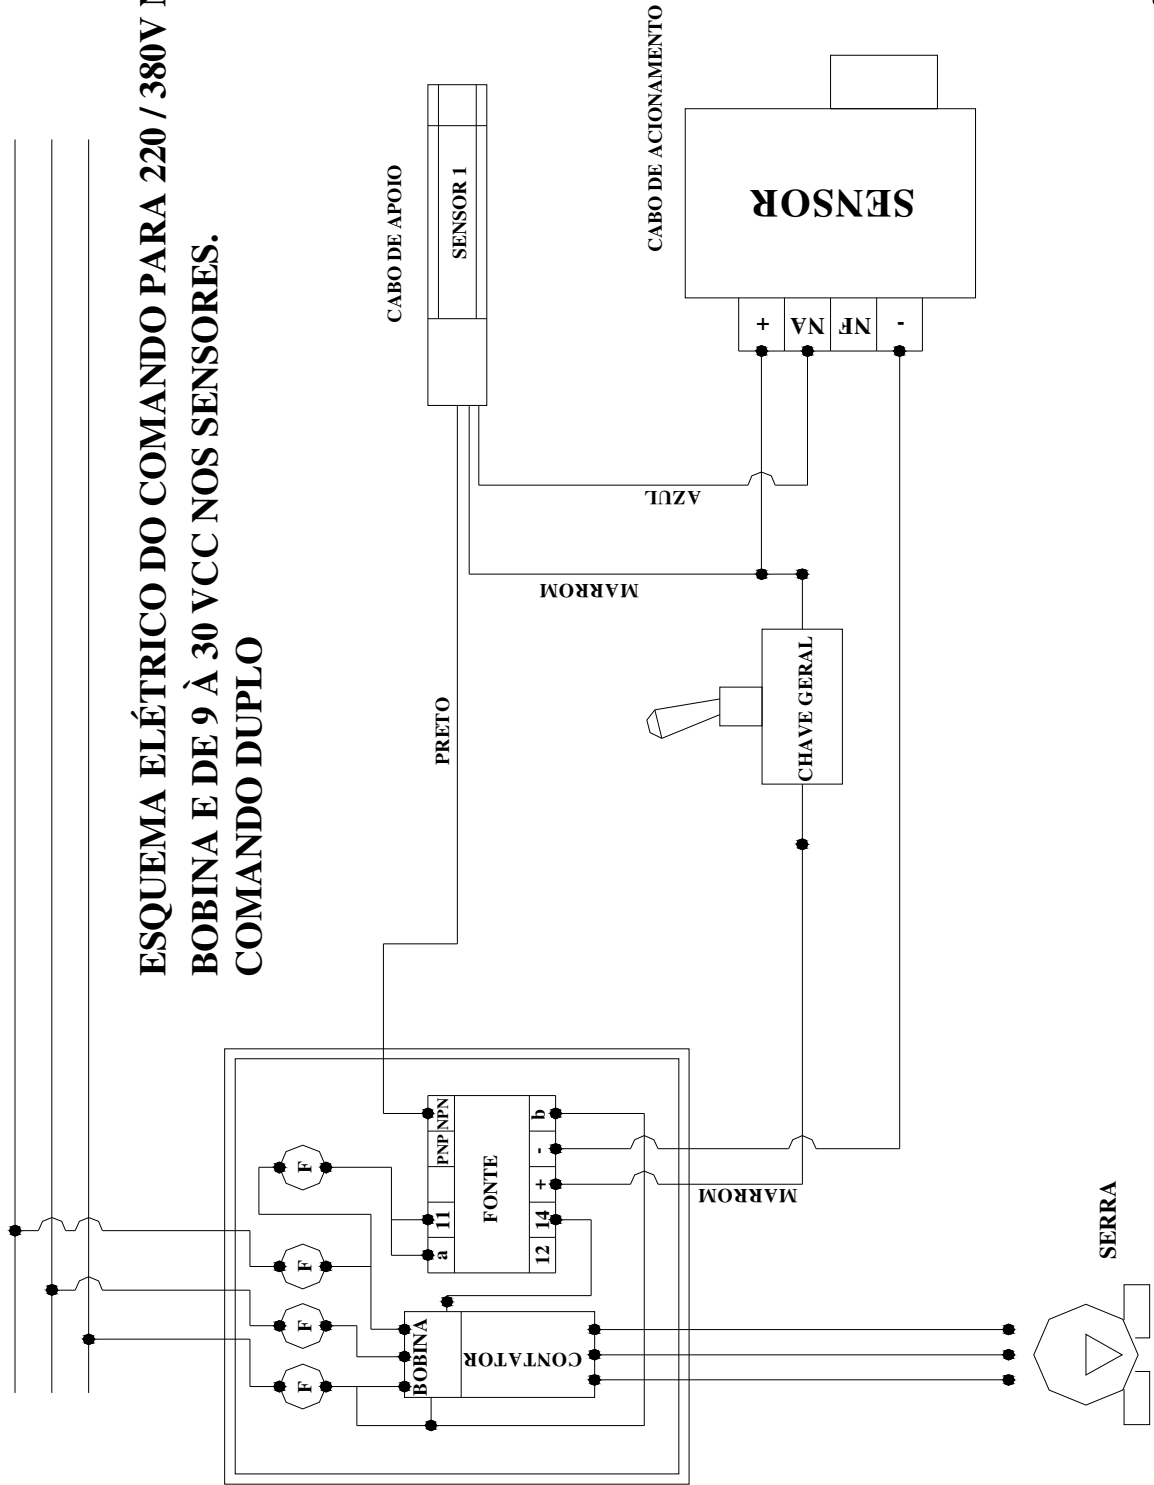 ESQUEMA ELÉTRICO DO COMANDO PARA 220 / 380V
BOBINA E DE 9 À 30 VCC NOS SENSORES.
COMANDO DUPLO
CABO DE APOIO
SENSOR 1
CABO DE ACIONAMENTO
SENSOR
+
NA
NF
-
AZUL
MARROM
PRETO
CHAVE GERAL
F
F
F
F
PNP NPN
11
a
FONTE
b
-
+
14
12
MARROM
BOBINA
CONTATOR
SERRA